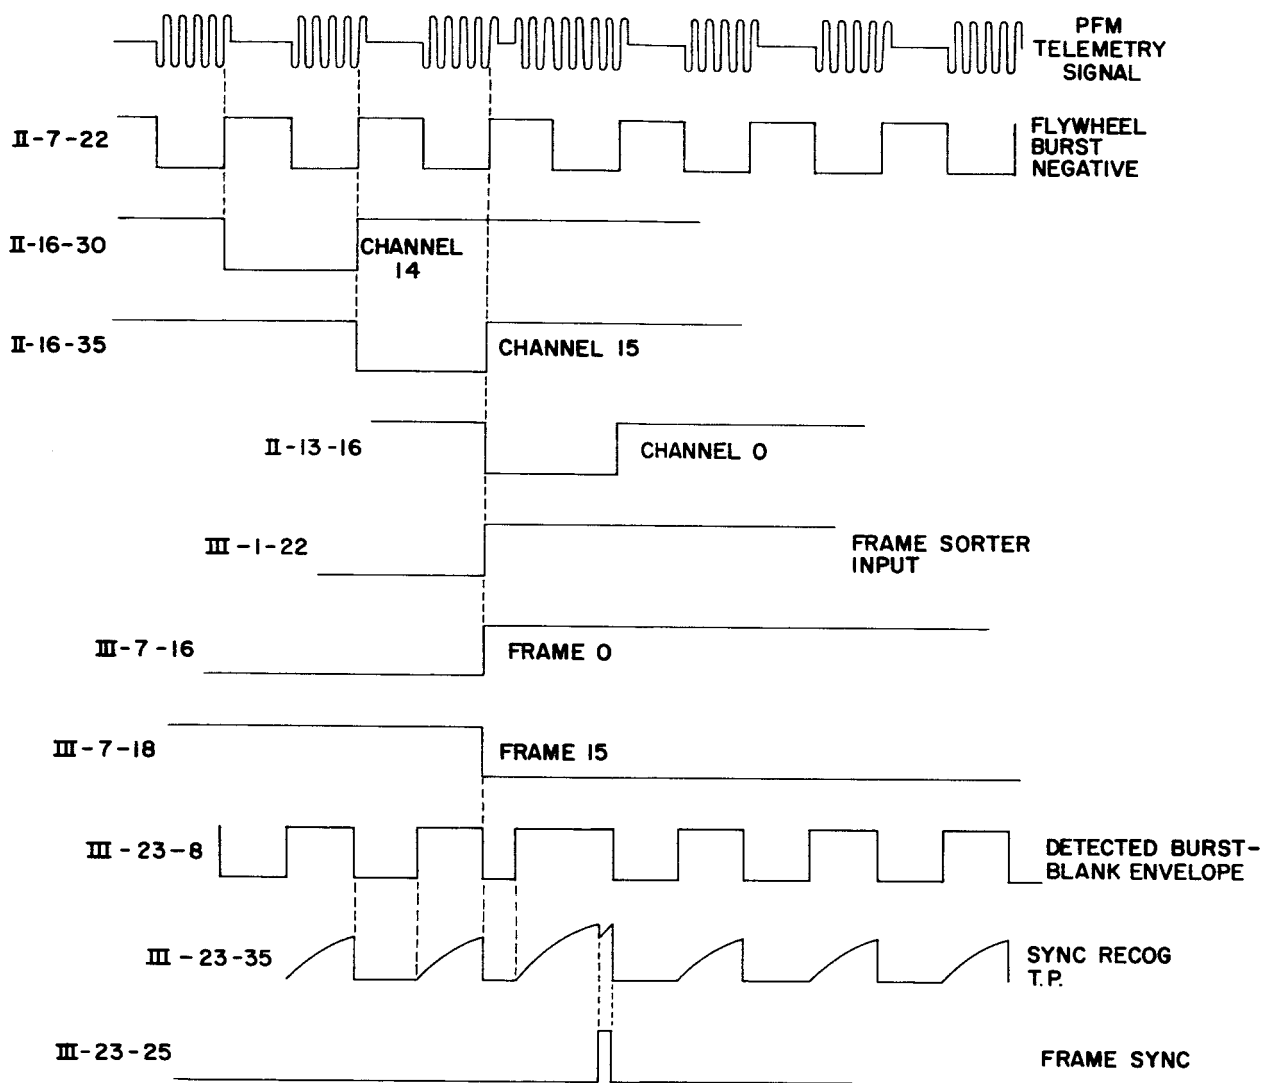 PFM
TELEMETRY
SIGNAL
II-7-22
FLYWHEEL
BURST
NEGATIVE
II-16-30
CHANNEL
14
II-16-35
CHANNEL 15
II-13-16
CHANNEL 0
III-1-22
FRAME SORTER
INPUT
III-7-16
FRAME 0
III-7-18
FRAME 15
III-23-8
DETECTED BURST-
BLANK ENVELOPE
III-23-35
SYNC RECOG
T.P.
III-23-25
FRAME SYNC